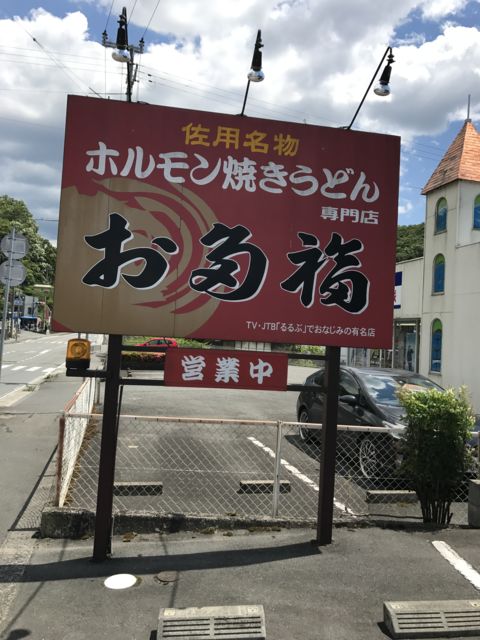 佐用名物
ホルモン焼きうどん
専門店
お多福
TV・JTB「るるぶ」でおなじみの有名店
営業中